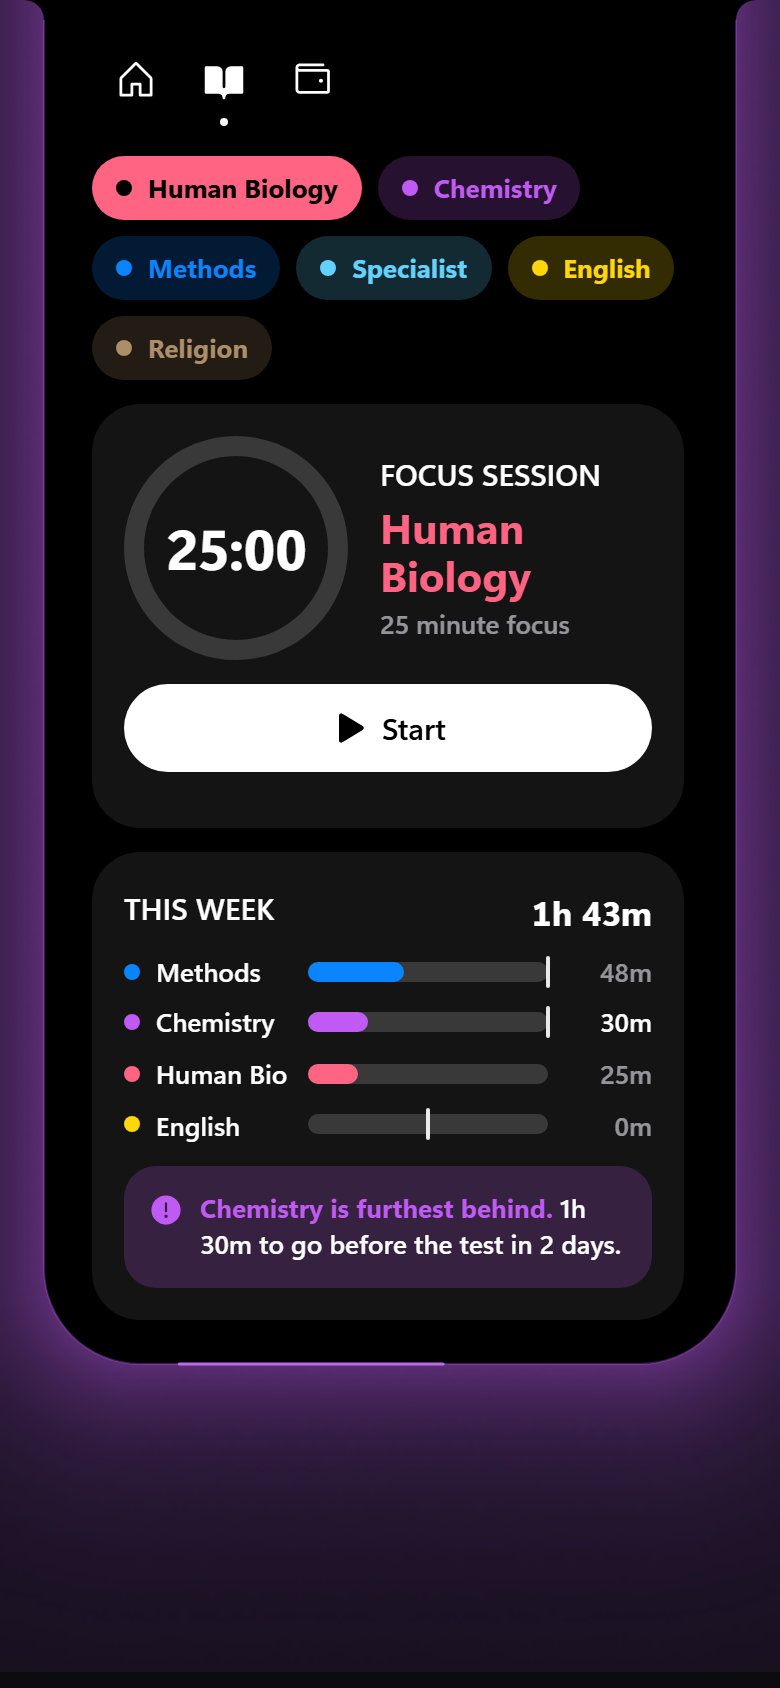 Human Biology
Chemistry
Methods
Specialist
English
Religion
25:00
FOCUS SESSION
Human
Biology
25 minute focus
Start
THIS WEEK
1h 43m
Methods
48m
Chemistry
30m
Human Bio
25m
English
0m
Chemistry is furthest behind. 1h
30m to go before the test in 2 days.